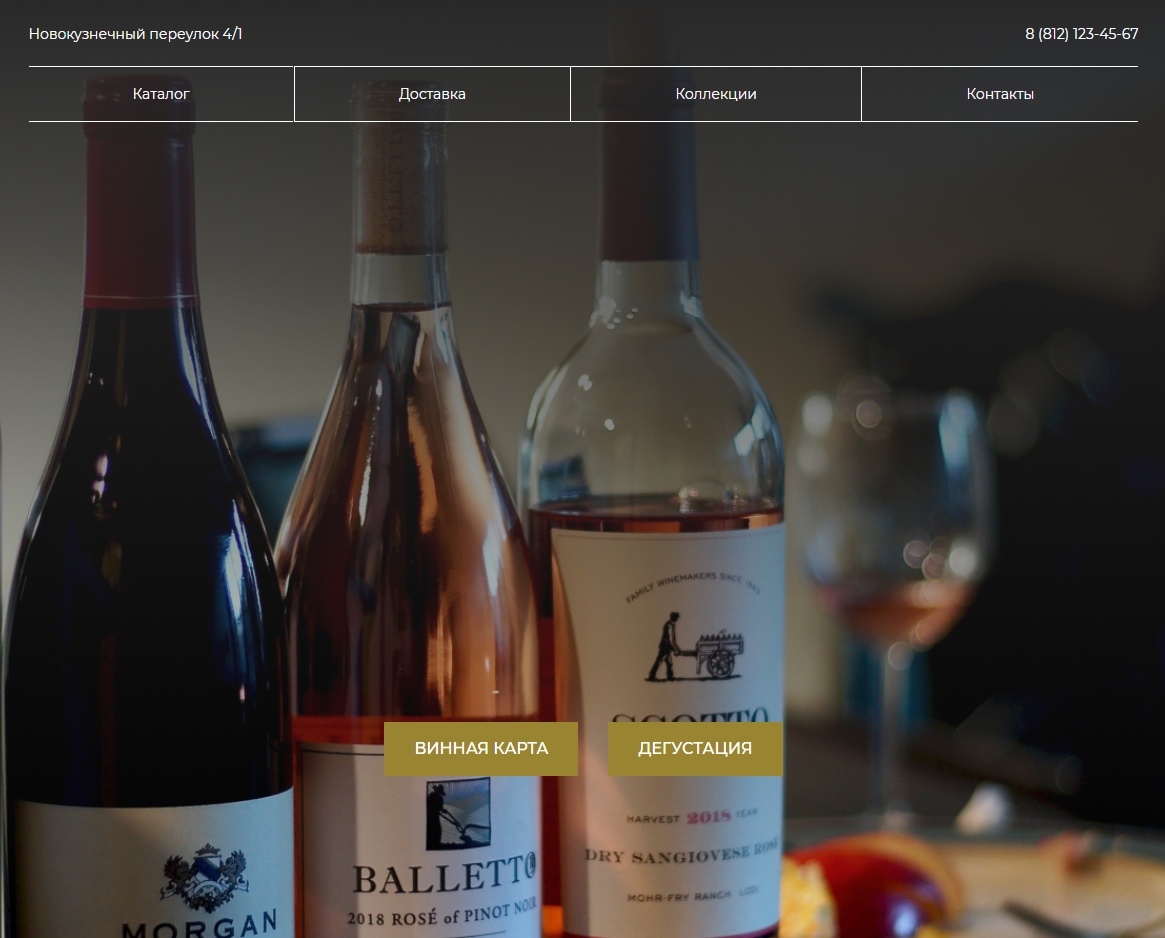 Новокузнечный переулок 4/1
8 (812) 123-45-67
Каталог
Доставка
Коллекции
Контакты
FAMILY WINEMAKERS SINCE
SCOTTO
ВИННАЯ КАРТА
ДЕГУСТАЦИЯ
HARVEST 2018 YEAR
DRY SANGIOVESE ROSÉ
MOHR-FRY RANCH LODI
BALLETTO
2018 ROSÉ of PINOT NOIR
MORGAN